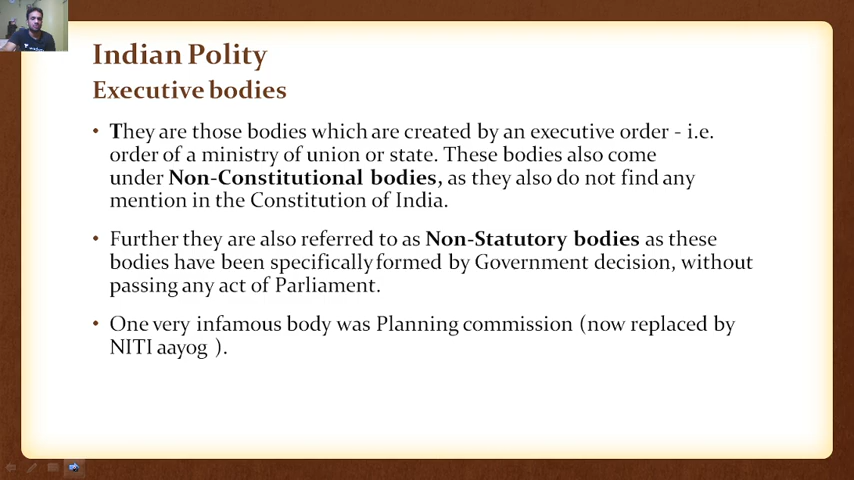 Indian Polity
Executive bodies
• They are those bodies which are created by an executive order - i.e.
order of a ministry of union or state. These bodies also come
under Non-Constitutional bodies, as they also do not find any
mention in the Constitution of India.
• Further they are also referred to as Non-Statutory bodies as these
bodies have been specifically formed by Government decision, without
passing any act of Parliament.
• One very infamous body was Planning commission (now replaced by
NITI aayog ).